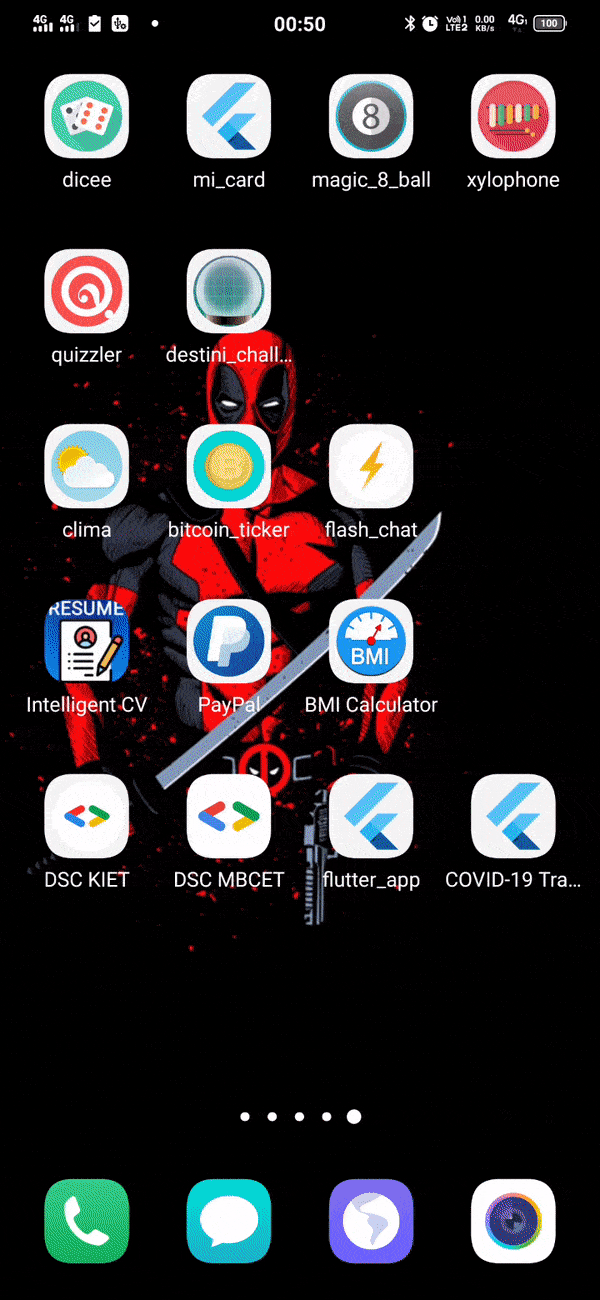 4G 4G 00:50 Vo)) 1 LTE2 0.00 KB/s 4G1 100
dicee mi_card magic_8_ball xylophone
8
quizzler destini_chall...
clima bitcoin_ticker flash_chat
RESUME
BMI
Intelligent CV PayPal BMI Calculator
DSC KIET DSC MBCET flutter_app COVID-19 Tra...